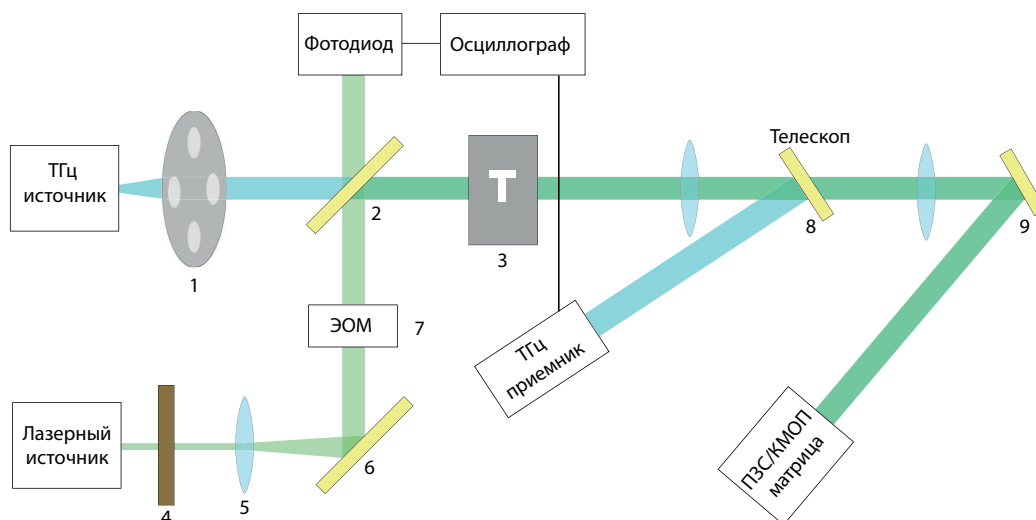 Фотодиод
Осциллограф
ТГц
источник
1
2
Т
3
Телескоп
8
9
ЭОМ
7
ТГц
приемник
Лазерный
источник
4
5
6
ПЗС/КМОП
матрица